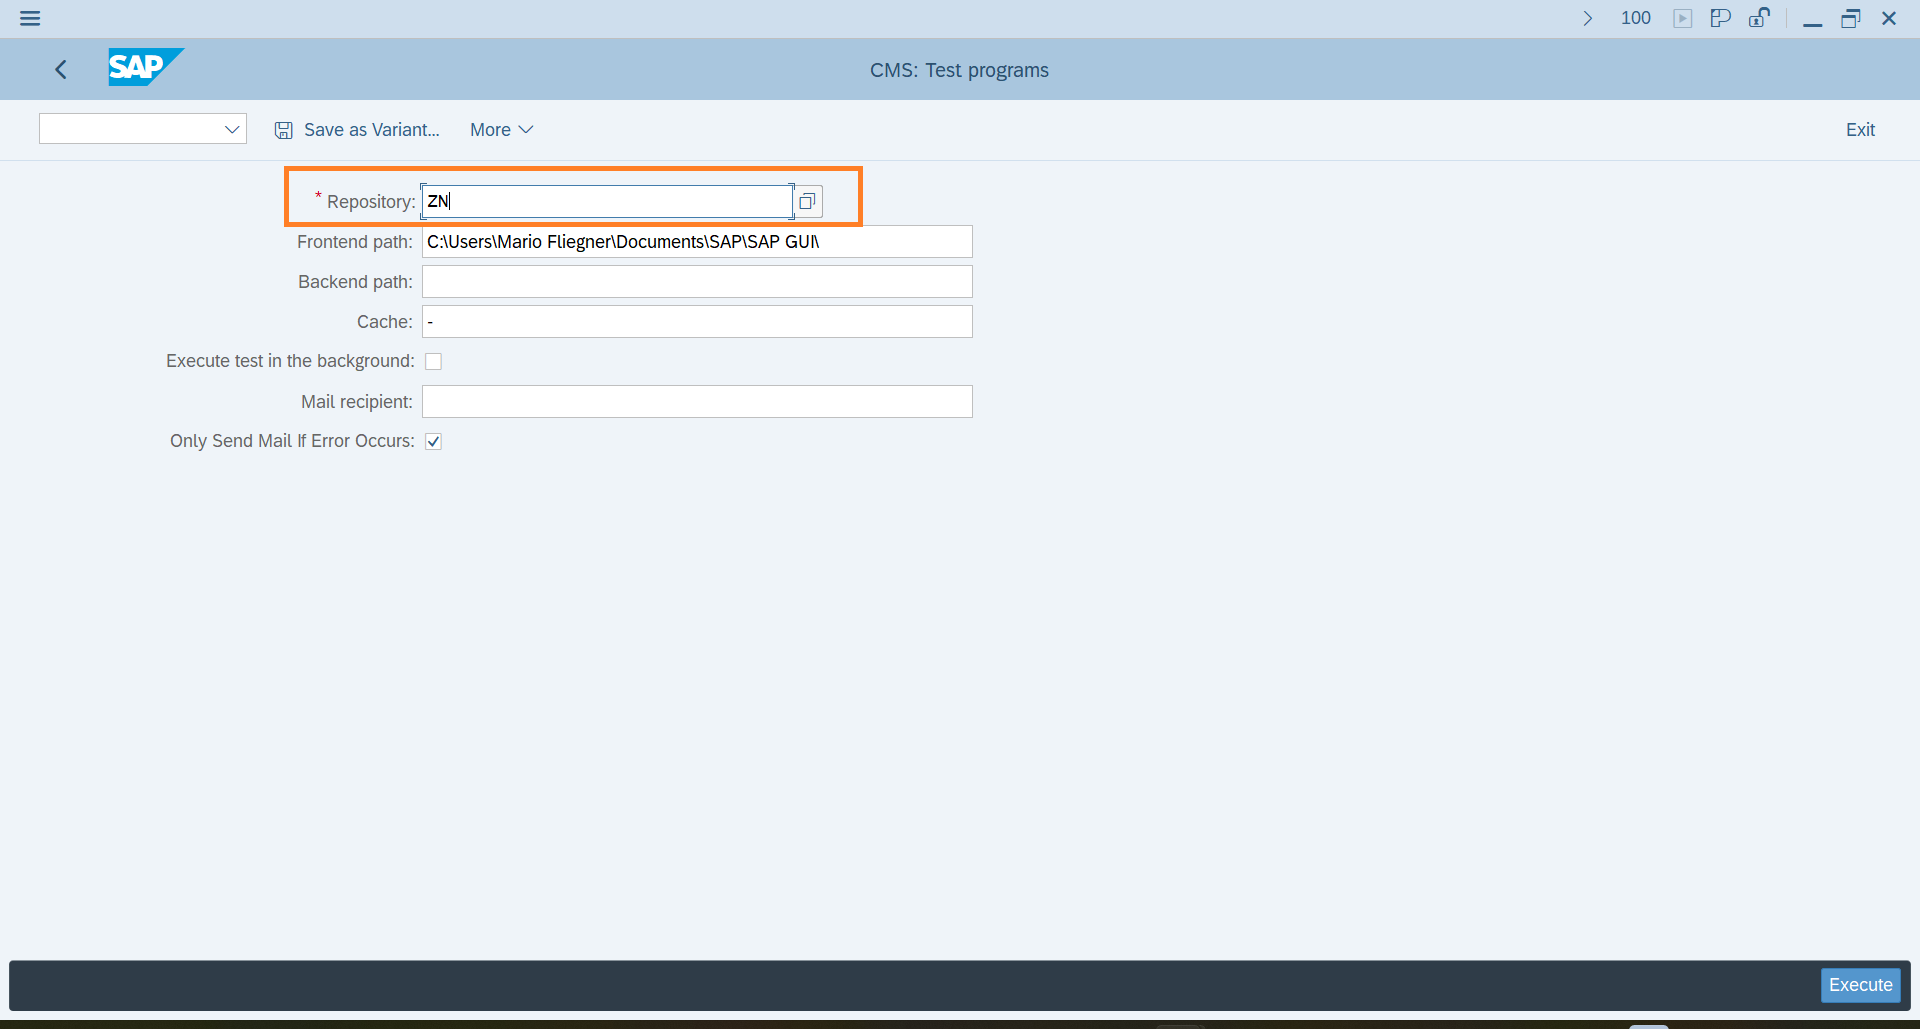 100
SAP
CMS: Test programs
Save as Variant... More Exit
* Repository: ZN
Frontend path: C:\Users\Mario Fliegner\Documents\SAP\SAP GUI\
Backend path:
Cache: -
Execute test in the background:
Mail recipient:
Only Send Mail If Error Occurs:
Execute